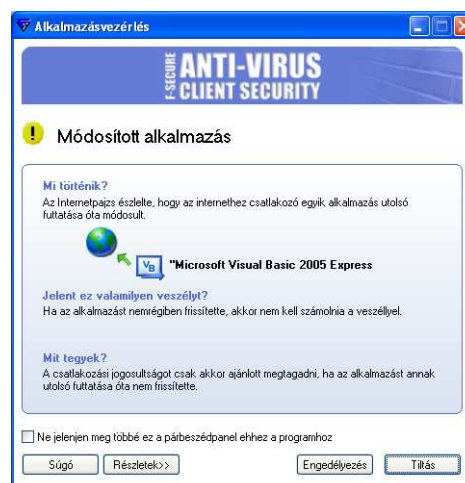 Alkalmazásvezérlés
F-SECURE
ANTI-VIRUS
CLIENT SECURITY
!
Módosított alkalmazás
Mi történik?
Az Internetpajzs észlelte, hogy az internethez csatlakozó egyik alkalmazás utolsó
futtatása óta módosult.
VB
"Microsoft Visual Basic 2005 Express
Jelent ez valamilyen veszélyt?
Ha az alkalmazást nemrégiben frissítette, akkor nem kell számolnia a veszéllyel.
Mit tegyek?
A csatlakozási jogosultságot csak akkor ajánlott megtagadni, ha az alkalmazást annak
utolsó futtatása óta nem frissítette.
Ne jelenjen meg többé ez a párbeszédpanel ehhez a programhoz
Súgó
Részletek>>
Engedélyezés
Tiltás